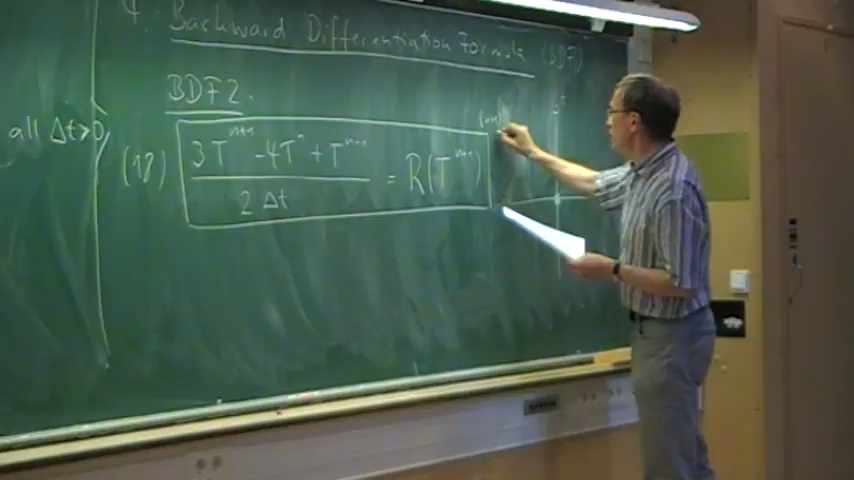 4. Backward Differentiation Formula (BDF)
BDF2.
all Δt>0,
(18) (3T^{n+1} - 4T^n + T^{n-1}) / (2Δt) = R(T^{n+1})